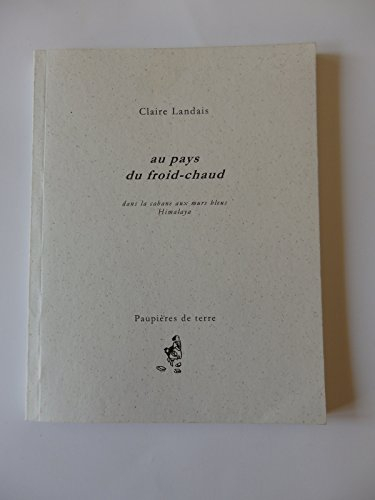 Claire Landais
au pays
du froid-chaud
dans la cabane aux murs bleus
Himalaya
Paupières de terre